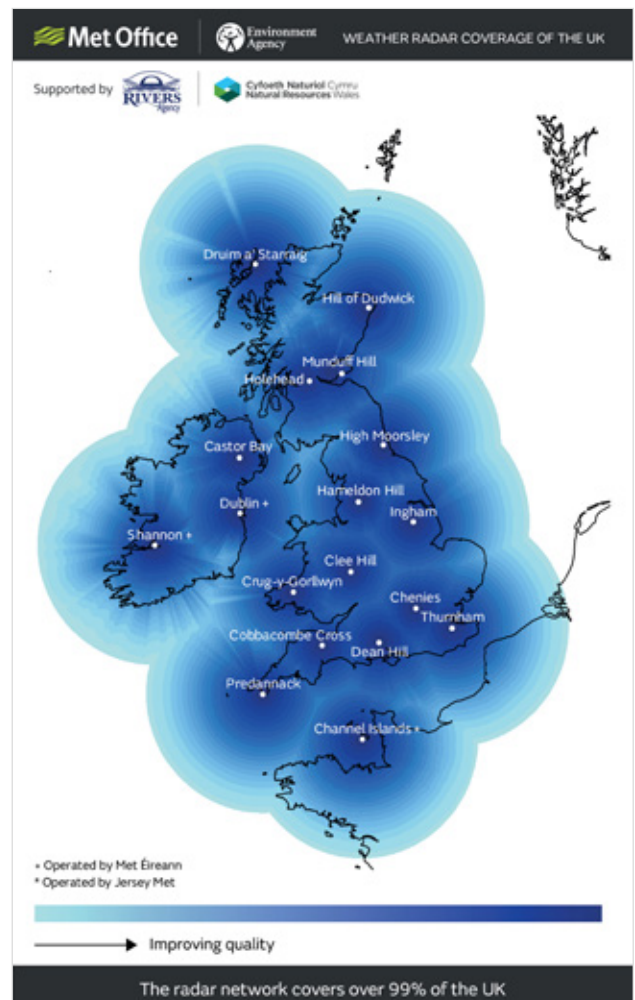 Met Office
Environment
Agency
WEATHER RADAR COVERAGE OF THE UK
Supported by
RIVERS
Agency
Cyfoeth Naturiol Cymru
Natural Resources Wales
Druim a' Starraig
Hill of Dudwick
Munduff Hill
Holehead
High Moorsley
Castor Bay
Hameldon Hill
Dublin +
Ingham
Shannon +
Clee Hill
Crug-y-Gorllwyn
Chenies
Thurnham
Cobbacombe Cross
Dean Hill
Predannack
Channel Islands *
+ Operated by Met Éireann
* Operated by Jersey Met
Improving quality
The radar network covers over 99% of the UK